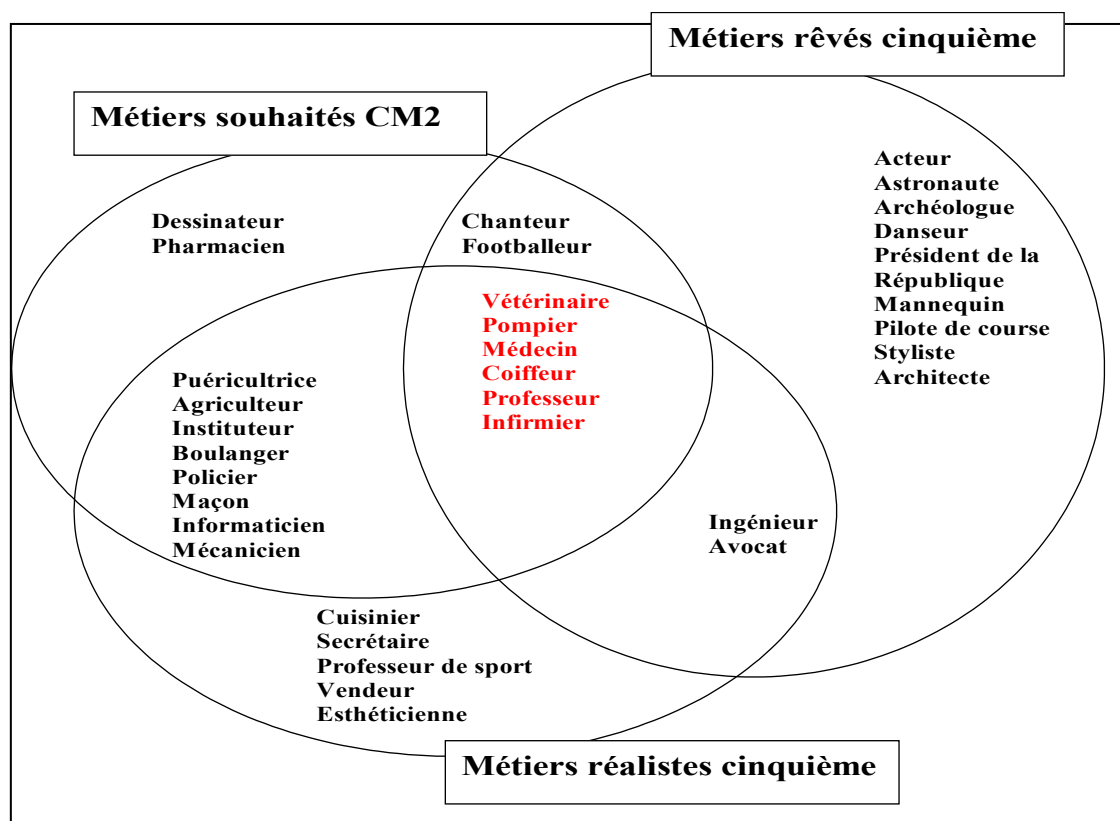 Métiers rêvés cinquième
Métiers souhaités CM2
Acteur
Astronaute
Archéologue
Danseur
Président de la
République
Mannequin
Pilote de course
Styliste
Architecte
Dessinateur
Pharmacien
Chanteur
Footballeur
Vétérinaire
Pompier
Médecin
Coiffeur
Professeur
Infirmier
Puéricultrice
Agriculteur
Instituteur
Boulanger
Policier
Maçon
Informaticien
Mécanicien
Ingénieur
Avocat
Cuisinier
Secrétaire
Professeur de sport
Vendeur
Esthéticienne
Métiers réalistes cinquième